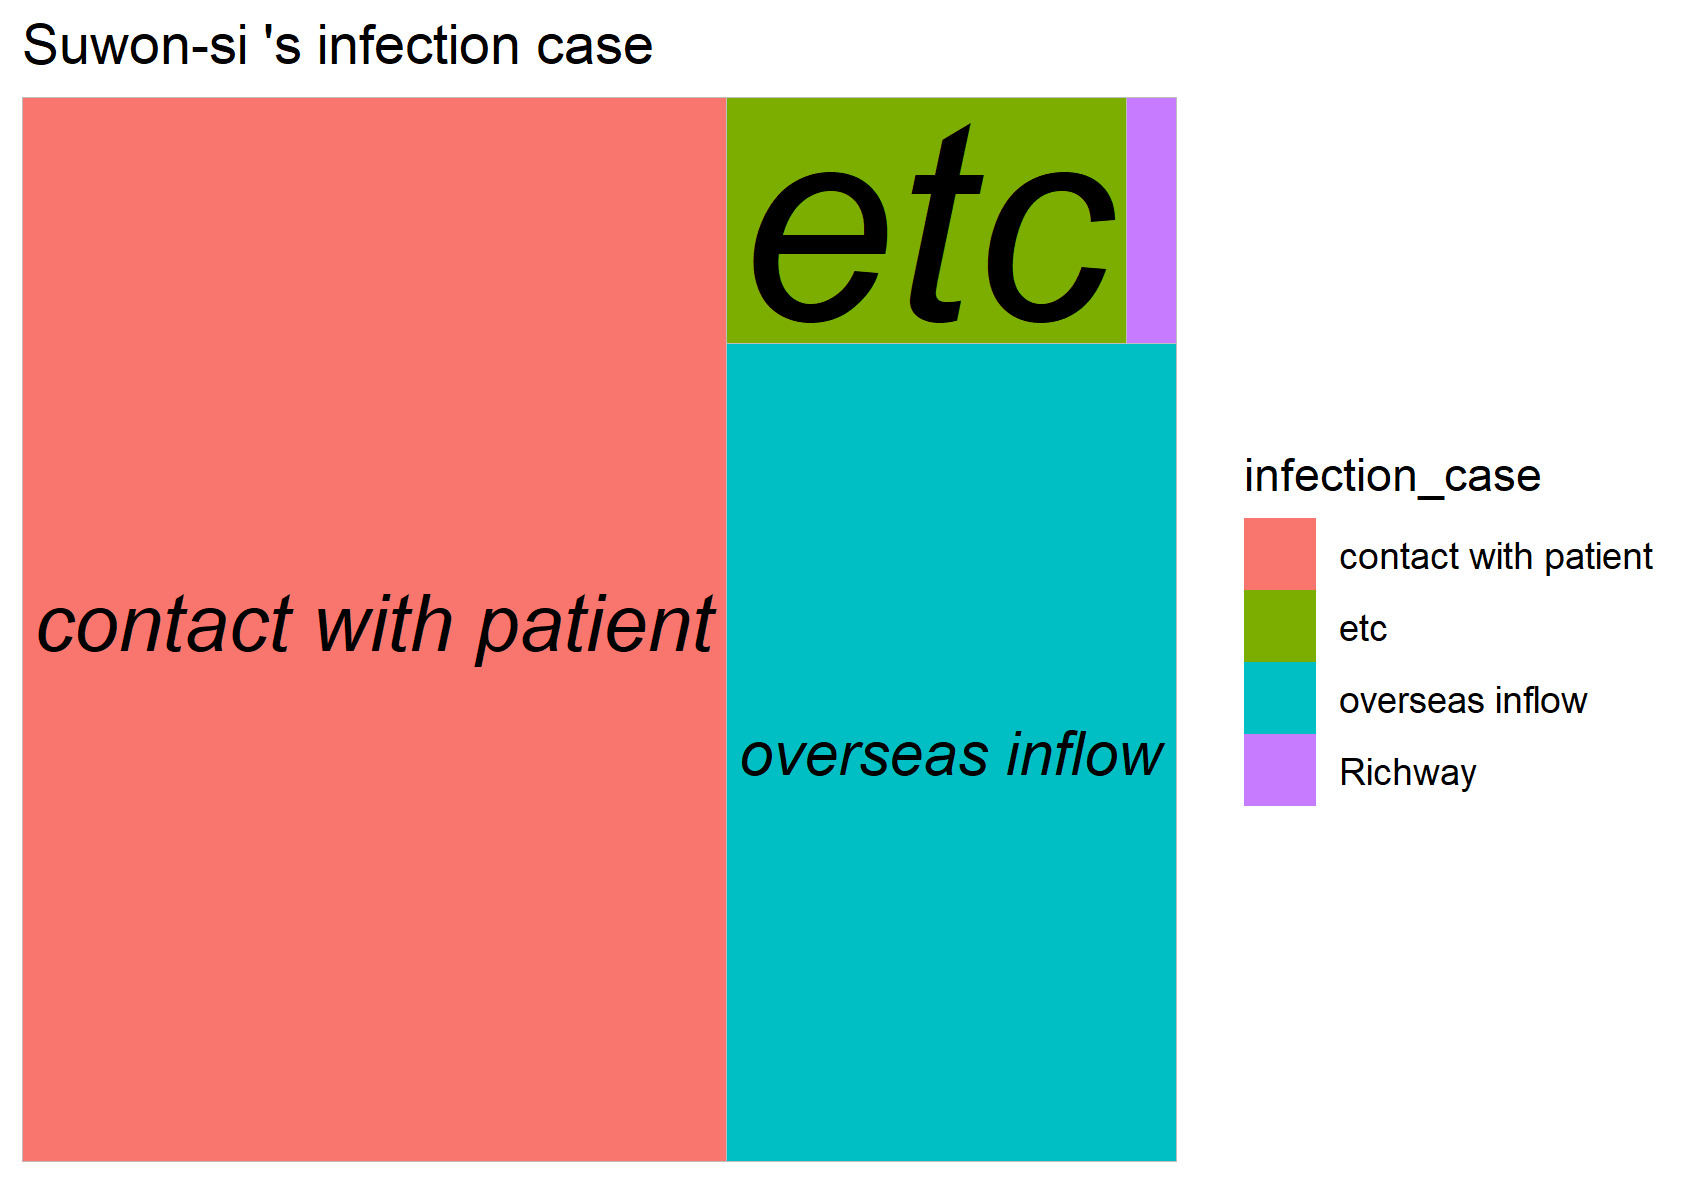 Suwon-si 's infection case
etc
contact with patient
overseas inflow
infection_case
contact with patient
etc
overseas inflow
Richway